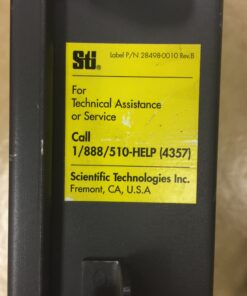 Sti® Label P/N 28498-0010 Rev.B
For
Technical Assistance
or Service
Call
1/888/510-HELP (4357)
Scientific Technologies Inc.
Fremont, CA, U.S.A